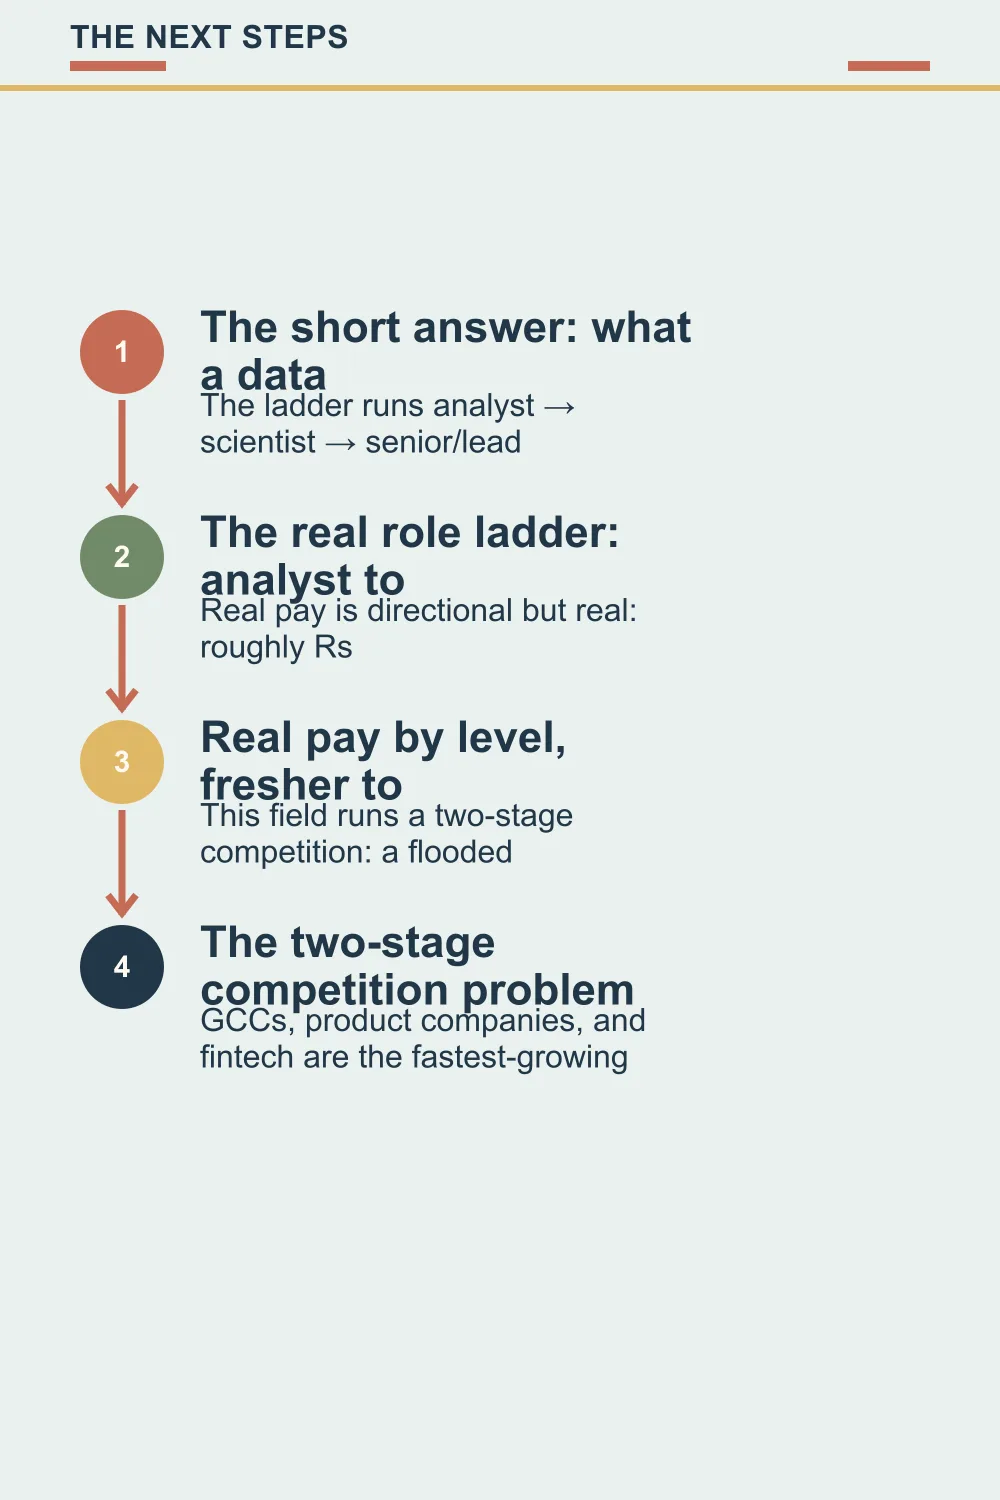 THE NEXT STEPS
1
The short answer: what
a data
The ladder runs analyst →
scientist → senior/lead
2
The real role ladder:
analyst to
Real pay is directional but real:
roughly Rs
3
Real pay by level,
fresher to
This field runs a two-stage
competition: a flooded
4
The two-stage
competition problem
GCCs, product companies, and
fintech are the fastest-growing